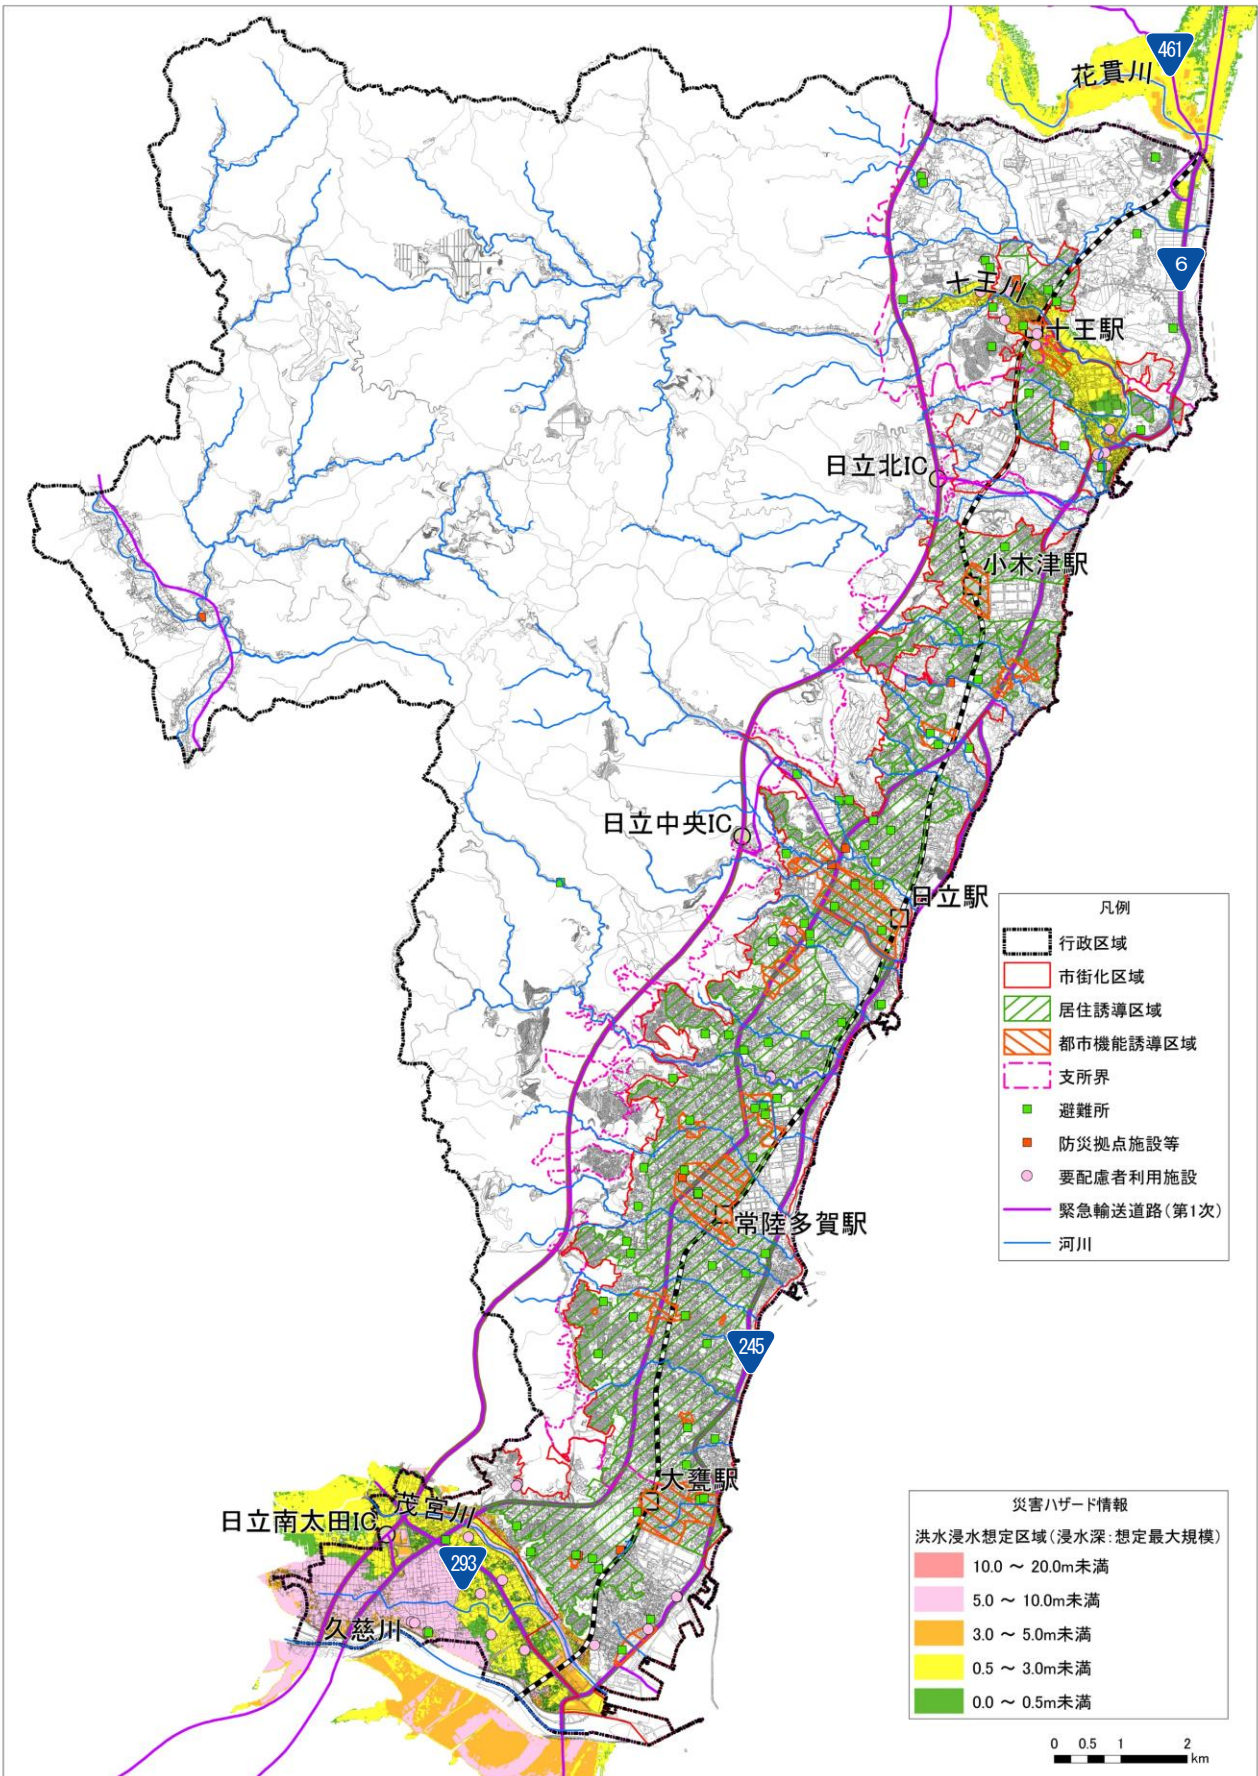 461
花貫川
6
十王川
十王駅
日立北IC
小木津駅
日立中央IC
日立駅
常陸多賀駅
245
大甕駅
茂宮川
日立南太田IC
293
久慈川
凡例
行政区域
市街化区域
居住誘導区域
都市機能誘導区域
支所界
避難所
防災拠点施設等
要配慮者利用施設
緊急輸送道路(第1次)
河川
災害ハザード情報
洪水浸水想定区域(浸水深:想定最大規模)
10.0 ~ 20.0m未満
5.0 ~ 10.0m未満
3.0 ~ 5.0m未満
0.5 ~ 3.0m未満
0.0 ~ 0.5m未満
0 0.5 1 2
km